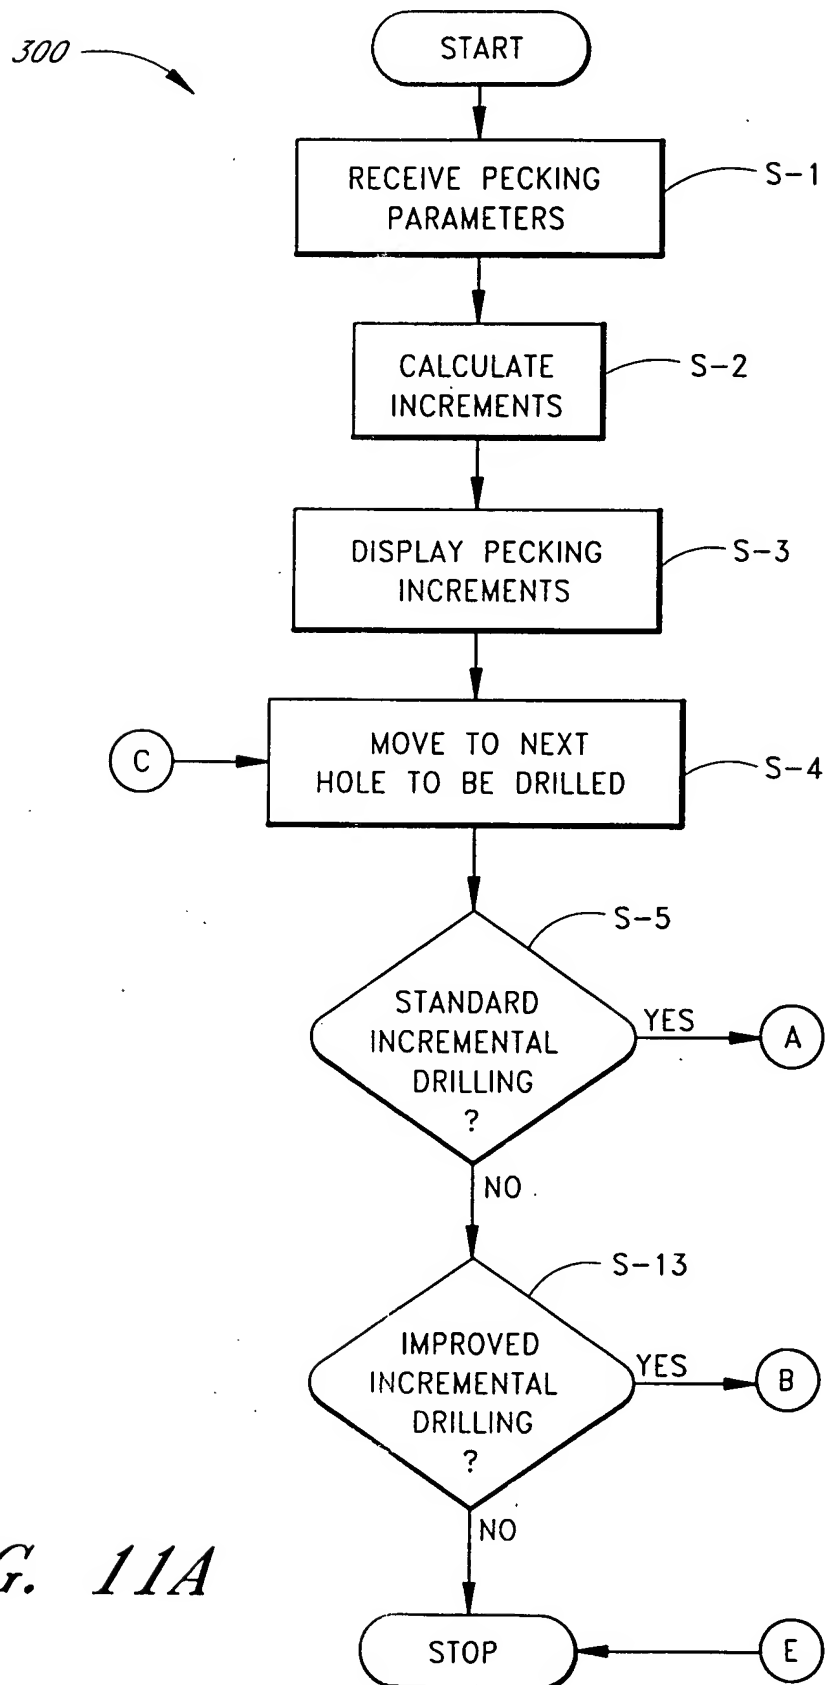 300
START
RECEIVE PECKING
PARAMETERS
S-1
CALCULATE
INCREMENTS
S-2
DISPLAY PECKING
INCREMENTS
S-3
C
MOVE TO NEXT
HOLE TO BE DRILLED
S-4
S-5
STANDARD
INCREMENTAL
DRILLING
?
YES
A
NO
S-13
IMPROVED
INCREMENTAL
DRILLING
?
YES
B
NO
G. 11A
STOP
E